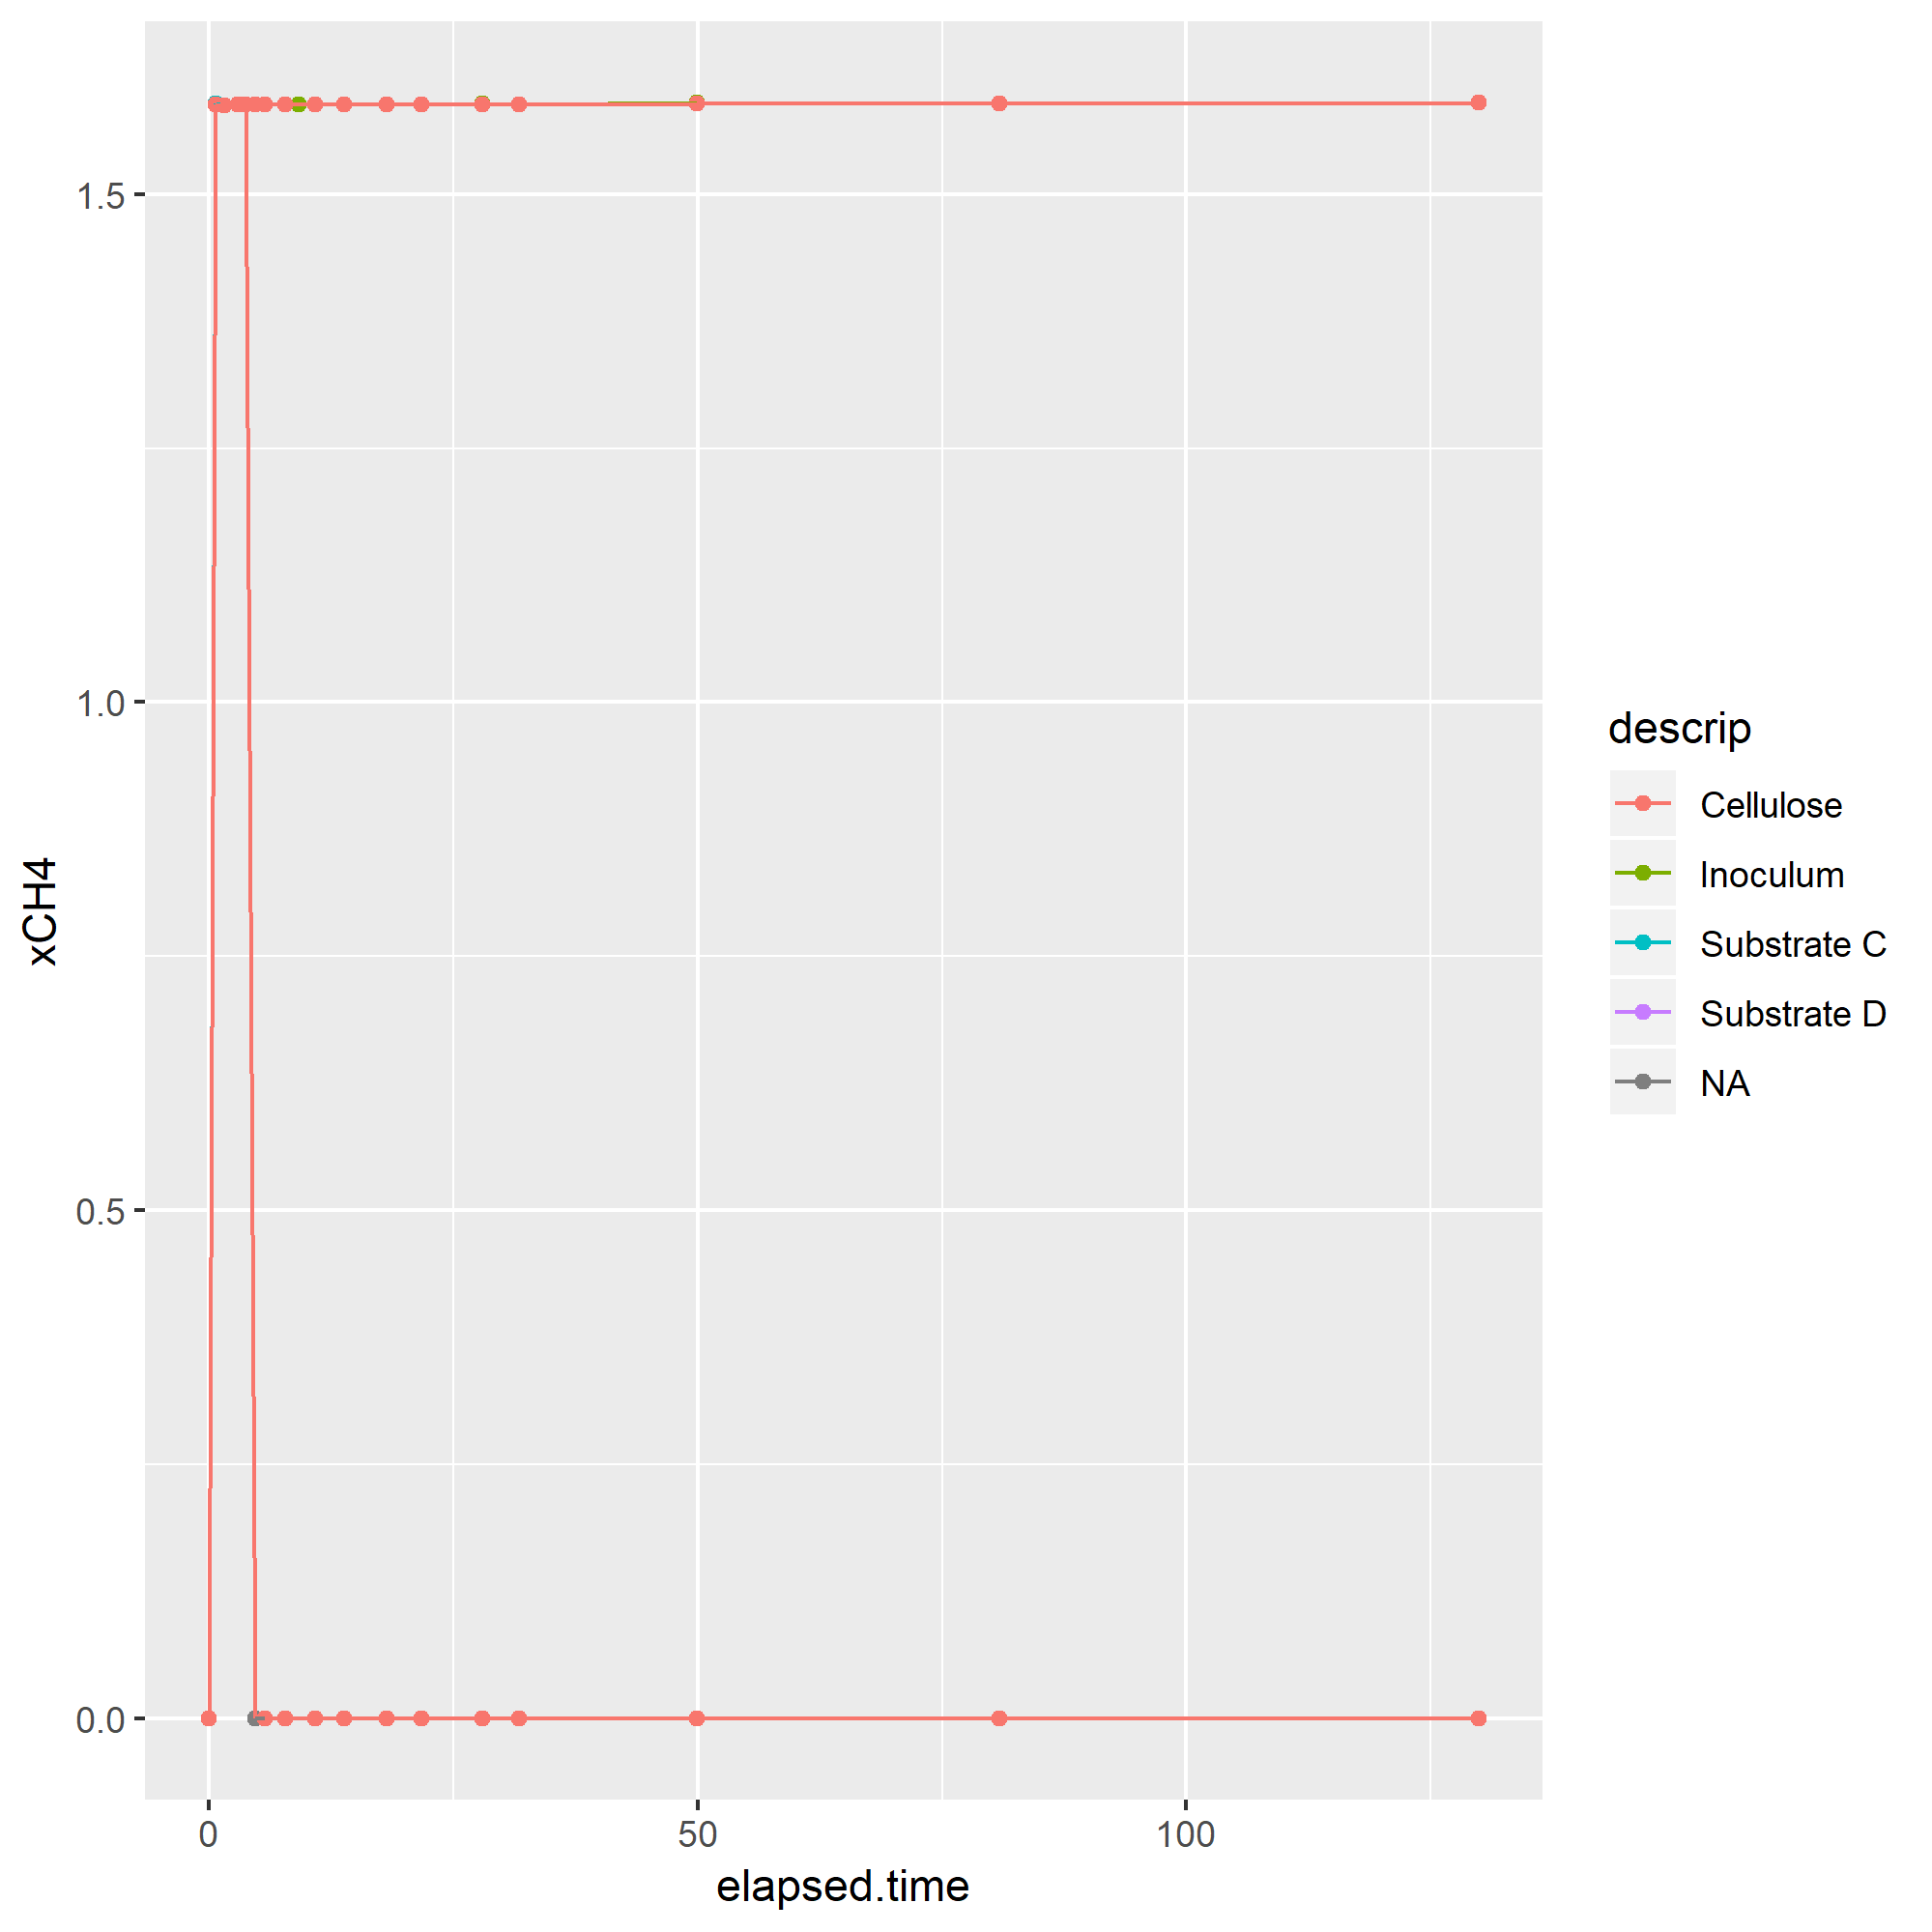 1.5
1.0
0.5
0.0
xCH4
0
50
100
elapsed.time
descrip
Cellulose
Inoculum
Substrate C
Substrate D
NA